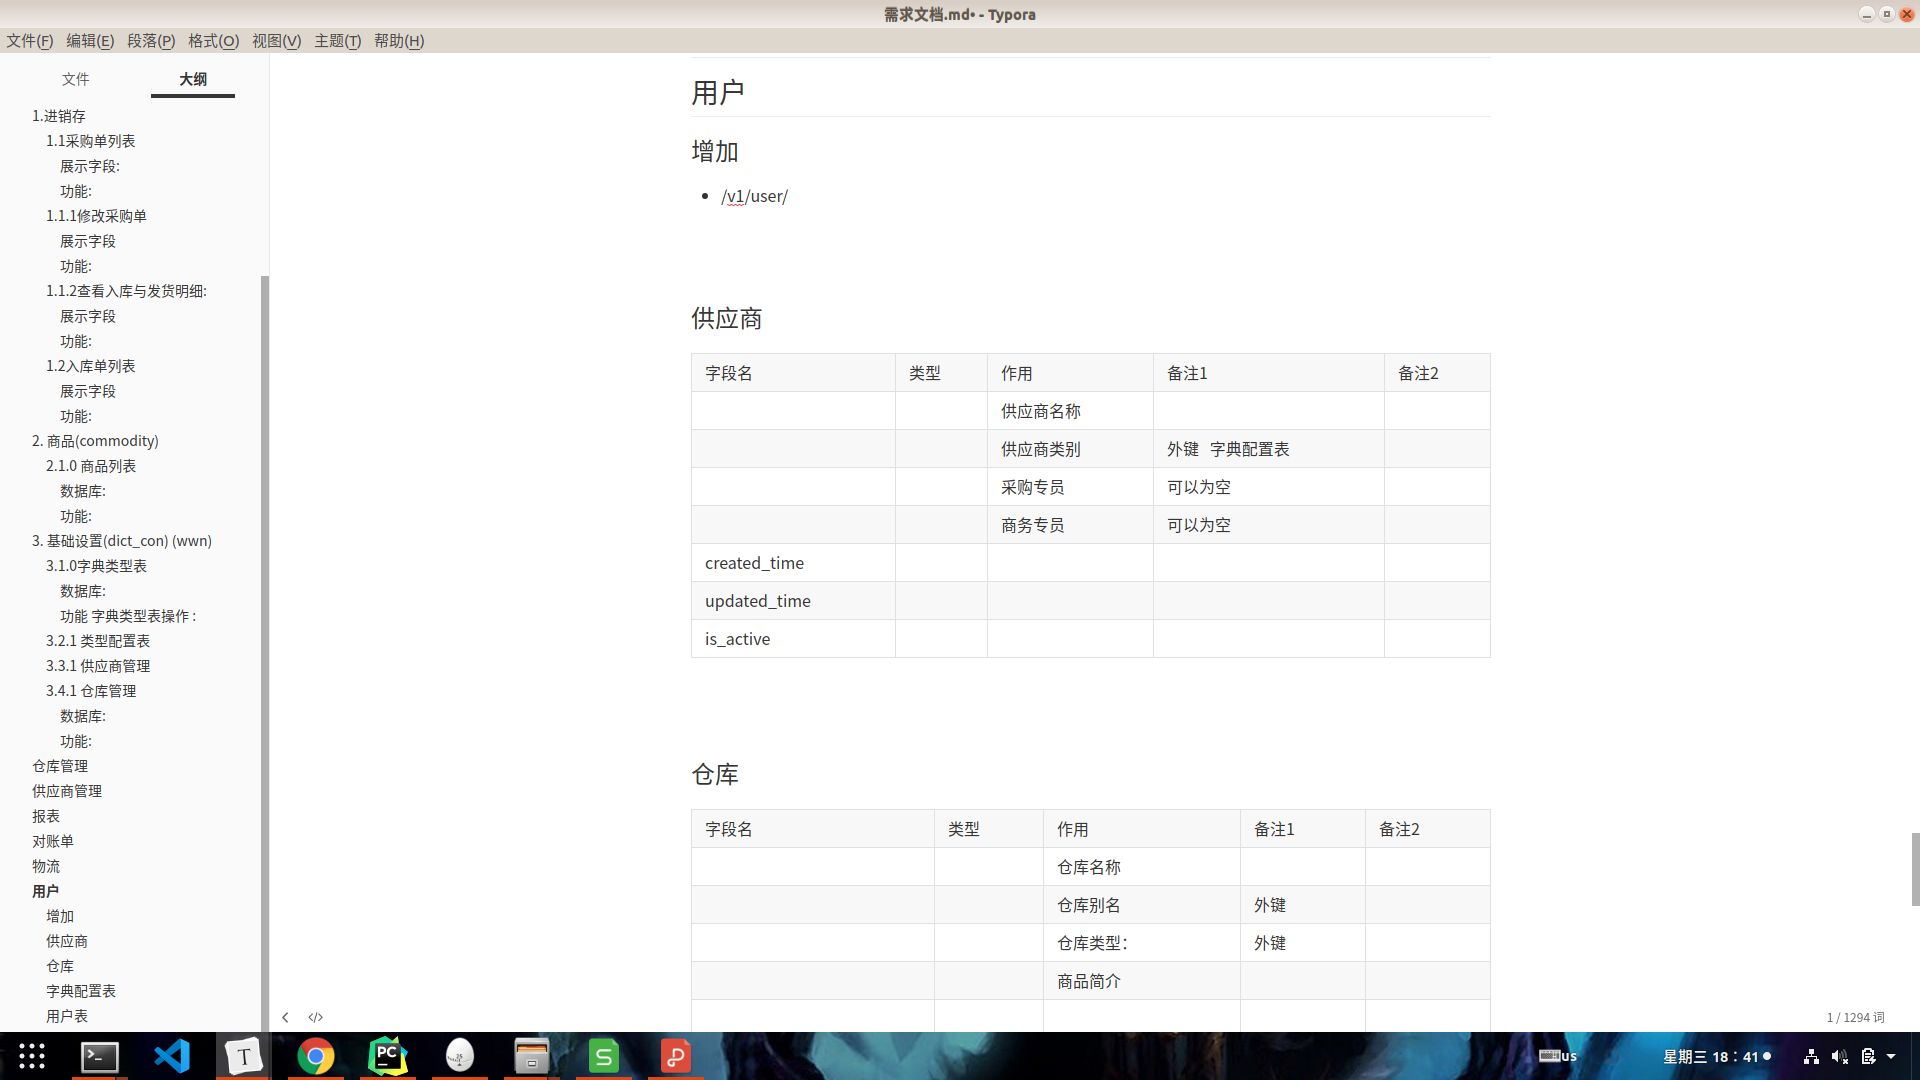 需求文档.md• - Typora
文件(F) 编辑(E) 段落(P) 格式(O) 视图(V) 主题(T) 帮助(H)
文件 大纲
1.进销存
1.1采购单列表
展示字段:
功能:
1.1.1修改采购单
展示字段
功能:
1.1.2查看入库与发货明细:
展示字段
功能:
1.2入库单列表
展示字段
功能:
2. 商品(commodity)
2.1.0 商品列表
数据库:
功能:
3. 基础设置(dict_con) (wwn)
3.1.0字典类型表
数据库:
功能 字典类型表操作 :
3.2.1 类型配置表
3.3.1 供应商管理
3.4.1 仓库管理
数据库:
功能:
仓库管理
供应商管理
报表
对账单
物流
用户
增加
供应商
仓库
字典配置表
用户表
用户
增加
• /v1/user/
供应商
字段名 类型 作用 备注1 备注2
供应商名称
供应商类别 外键 字典配置表
采购专员 可以为空
商务专员 可以为空
created_time
updated_time
is_active
仓库
字段名 类型 作用 备注1 备注2
仓库名称
仓库别名 外键
仓库类型： 外键
商品简介
</>
1 / 1294 词
T
PC
S
P
us
星期三 18：41